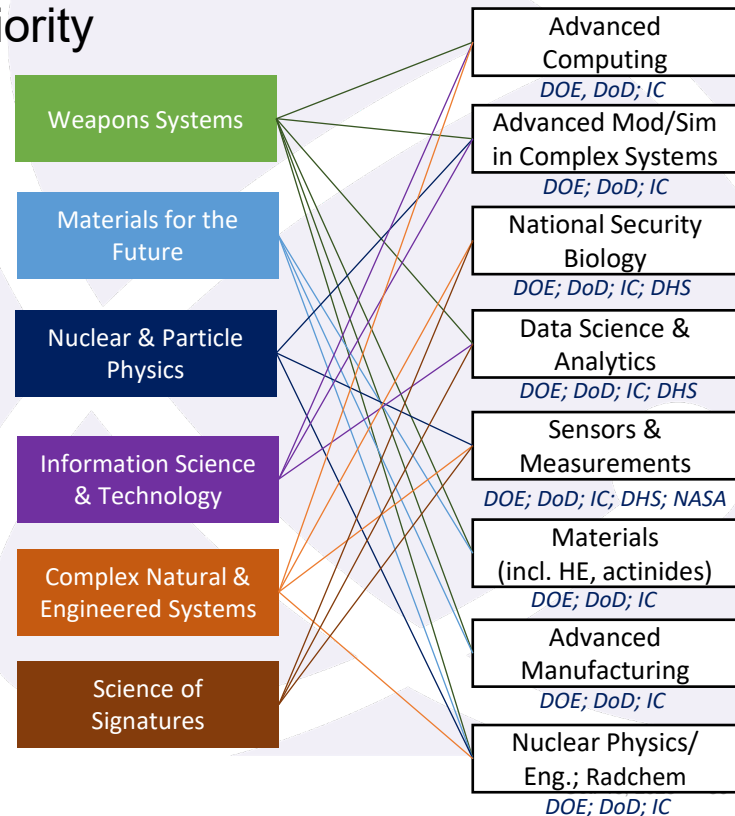 iority
Weapons Systems
Materials for the
Future
Nuclear & Particle
Physics
Information Science
& Technology
Complex Natural &
Engineered Systems
Science of
Signatures
Advanced
Computing
DOE, DoD; IC
Advanced Mod/Sim
in Complex Systems
DOE; DoD; IC
National Security
Biology
DOE; DoD; IC; DHS
Data Science &
Analytics
DOE; DoD; IC; DHS
Sensors &
Measurements
DOE; DoD; IC; DHS; NASA
Materials
(incl. HE, actinides)
DOE; DoD; IC
Advanced
Manufacturing
DOE; DoD; IC
Nuclear Physics/
Eng.; Radchem
DOE; DoD; IC